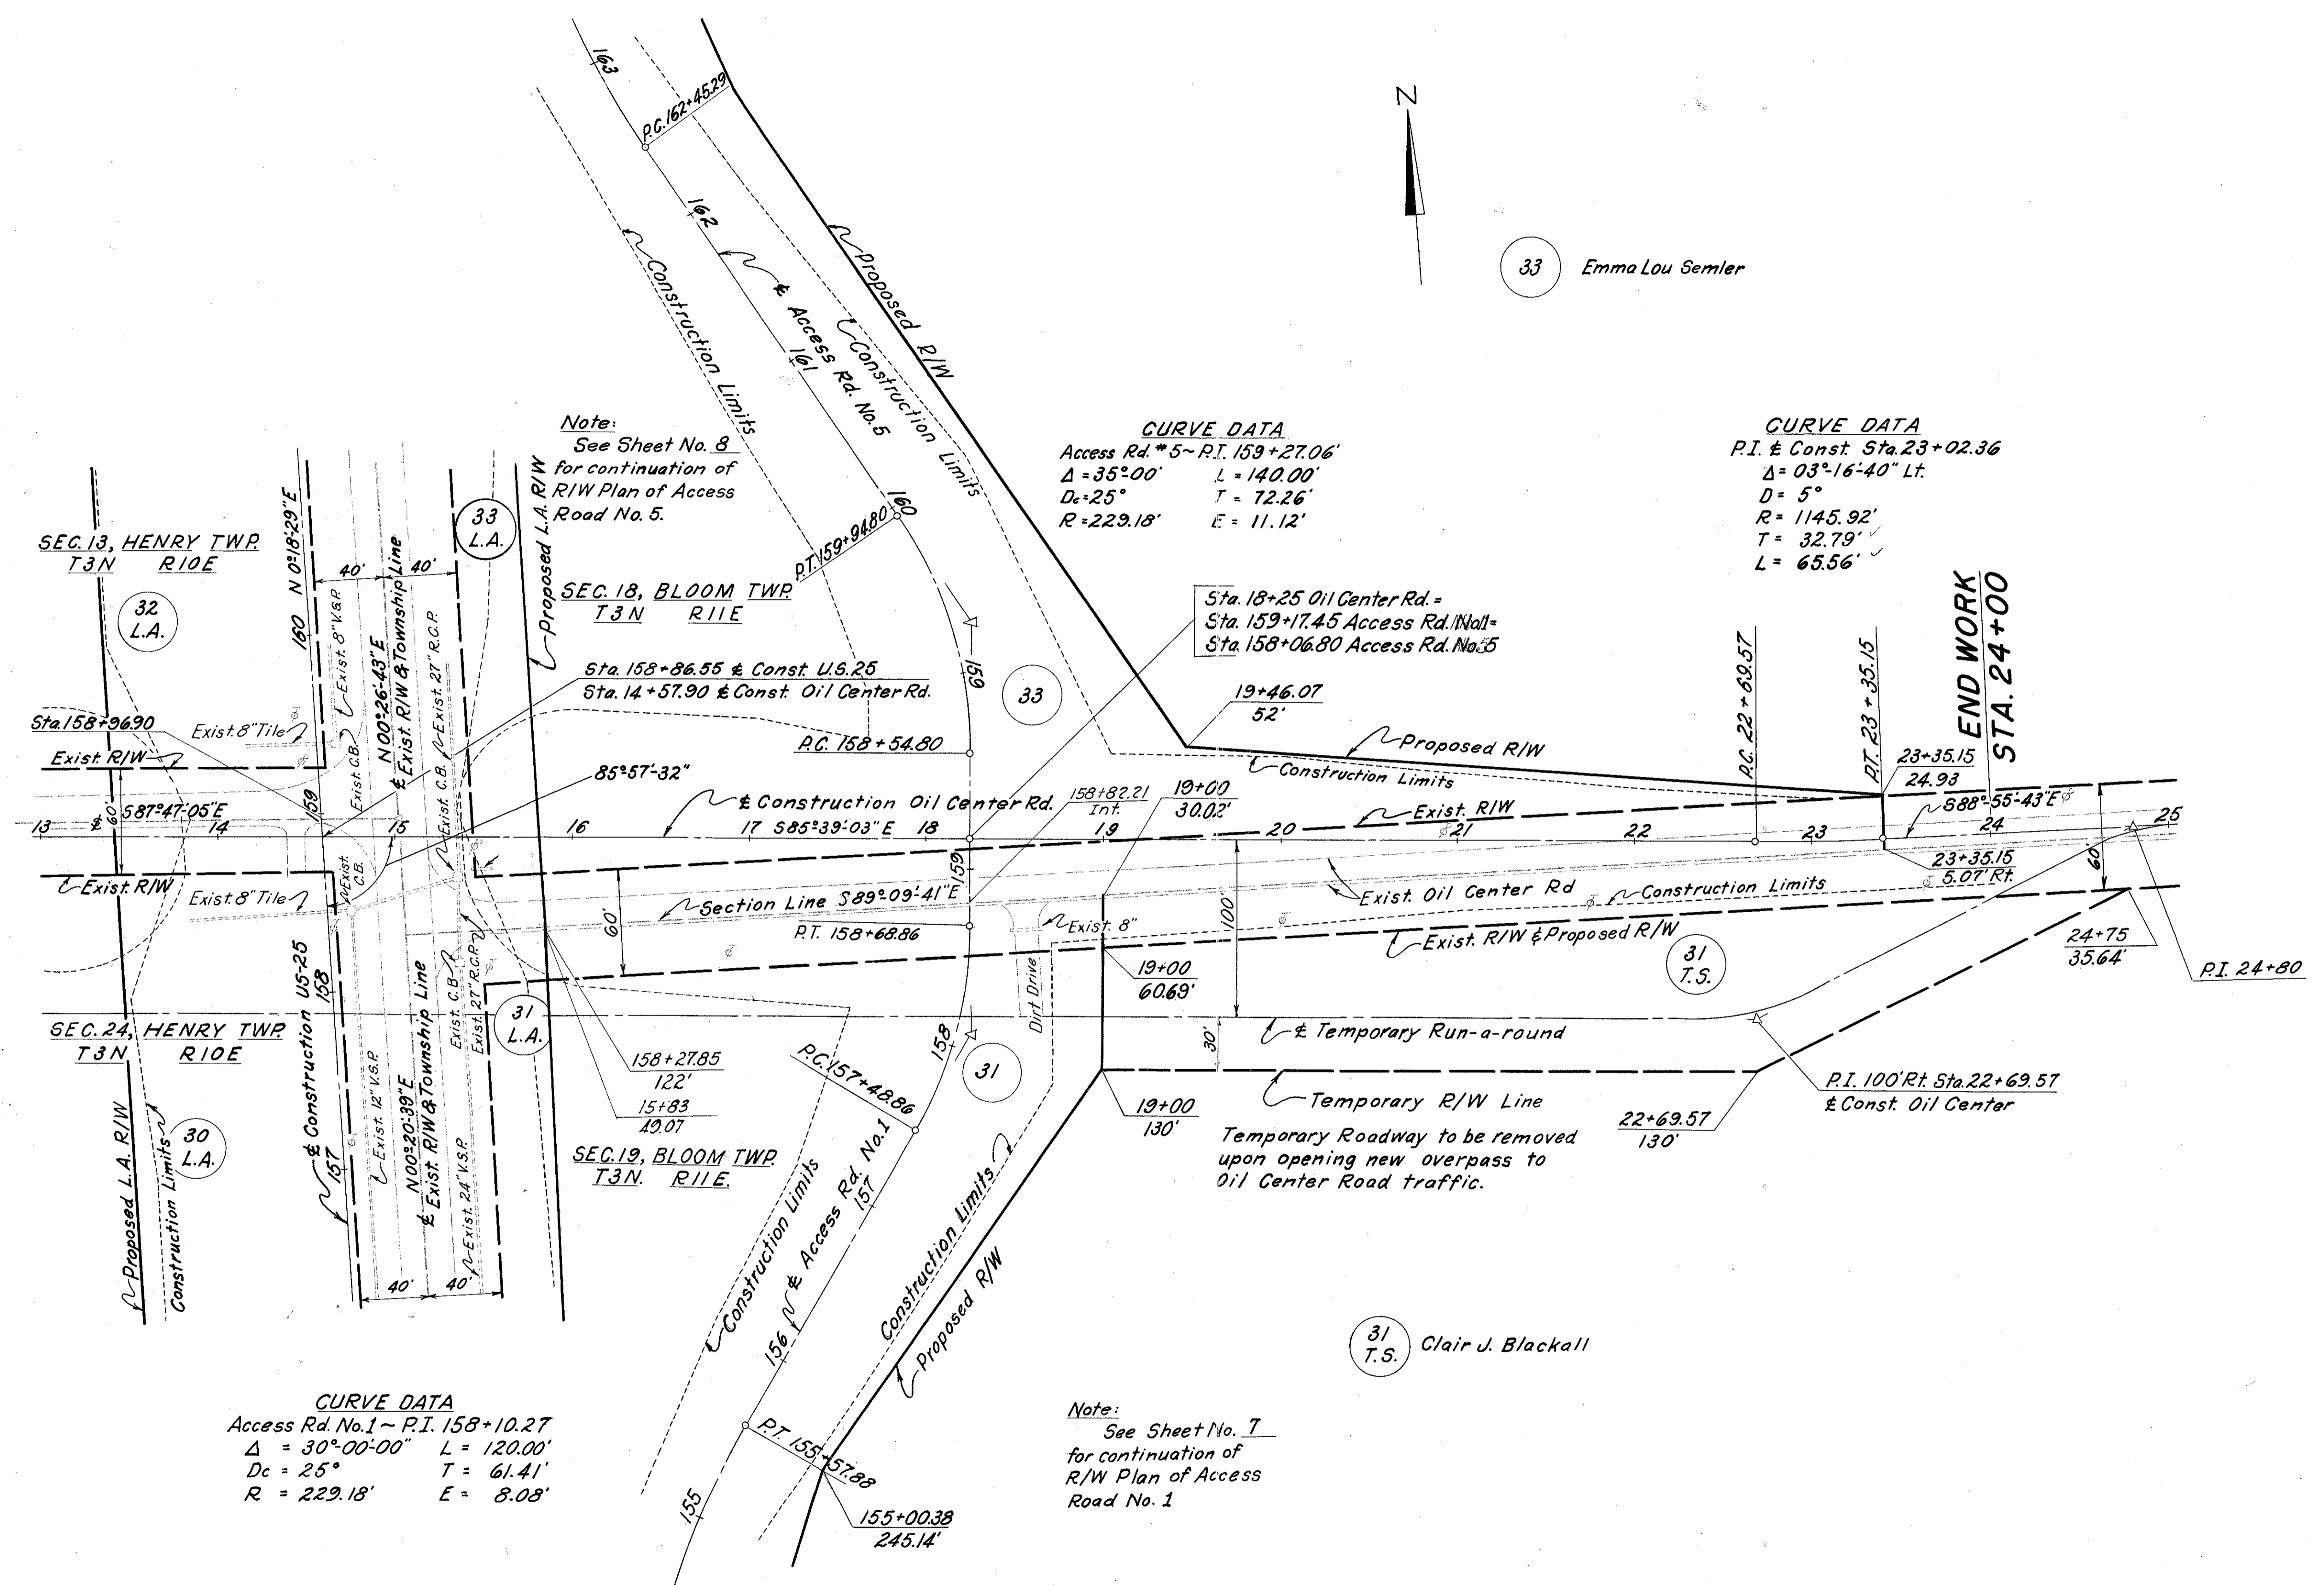 163
P.C. 162+45.29
162
Construction Limits
Proposed R/W
℄ Access Rd. No. 5
161
Construction Limits
N
33 Emma Lou Semler
Note:
See Sheet No. 8
for continuation of
R/W Plan of Access
Road No. 5.
CURVE DATA
Access Rd. #5 ~ P.I. 159+27.06'
Δ = 35°-00' L = 140.00'
Dc = 25° T = 72.26'
R = 229.18' E = 11.12'
CURVE DATA
P.I. ℄ Const. Sta. 23+02.36
Δ = 03°-16'-40" Lt.
D = 5°
R = 1145.92'
T = 32.79'
L = 65.56'
160
P.T. 159+94.80
SEC. 13, HENRY TWP.
T3N R10E
32
L.A.
160 N 0°-18'-29" E
40' 40'
33
L.A.
Proposed L.A. R/W
SEC. 18, BLOOM TWP.
T3N R11E
Exist. 8" V.S.P.
N 00°-26'-43" E
℄ Exist. R/W & Township Line
Exist. 27" R.C.P.
Sta. 158+86.55 ℄ Const. U.S. 25
Sta. 14+57.90 ℄ Const. Oil Center Rd.
159
33
Sta. 18+25 Oil Center Rd. =
Sta. 159+17.45 Access Rd. No. 1 =
Sta. 158+06.80 Access Rd. No. 5
19+46.07
52'
P.C. 22+69.57
P.T. 23+35.15
END WORK
STA. 24+00
Sta. 158+96.90
Exist. 8" Tile
Exist. R/W
Exist. C.B.
Exist. C.B.
P.C. 158+54.80
85°-57'-32"
Proposed R/W
Construction Limits
23+35.15
24.93
S 87°-47'-05" E
60'
159
℄ Construction Oil Center Rd.
158+82.21
Int.
19+00
30.02'
Exist. R/W
S 88°-55'-43" E
13 ℄ 14 15 16 17 S 85°-39'-03" E 18 19 20 21 22 23 24 25
Exist. R/W
Exist. 8" Tile
Exist.
C.B.
159
60'
Section Line S 89°-09'-41" E
P.T. 158+68.86
Exist. 8"
100'
Exist. Oil Center Rd
Construction Limits
23+35.15
5.07' Rt.
60'
Exist. R/W & Proposed R/W
31
T.S.
24+75
35.64'
P.I. 24+80
SEC. 24, HENRY TWP.
T3N R10E
℄ Construction US-25
158
Exist. C.B.
Exist. 27" R.C.P.
31
L.A.
19+00
60.69'
Dirt Drive
158
31
℄ Temporary Run-a-round
30'
158+27.85
122'
15+83
49.07
P.C. 157+48.86
Temporary R/W Line
19+00
130'
22+69.57
130'
P.I. 100' Rt. Sta. 22+69.57
℄ Const. Oil Center
Temporary Roadway to be removed
upon opening new overpass to
Oil Center Road traffic.
Proposed L.A. R/W
Construction Limits
30
L.A.
157
Exist. 12" V.S.P.
N 00°-20'-39" E
℄ Exist. R/W & Township Line
Exist. 24" V.S.P.
40' 40'
SEC. 19, BLOOM TWP.
T3N. R11E.
Construction Limits
℄ Access Rd. No. 1
157
156
Construction Limits
Proposed R/W
31
T.S. Clair J. Blackall
CURVE DATA
Access Rd. No. 1 ~ P.I. 158+10.27
Δ = 30°-00'-00" L = 120.00'
Dc = 25° T = 61.41'
R = 229.18' E = 8.08'
P.T. 155+57.88
155
155+00.38
245.14'
Note:
See Sheet No. 7
for continuation of
R/W Plan of Access
Road No. 1